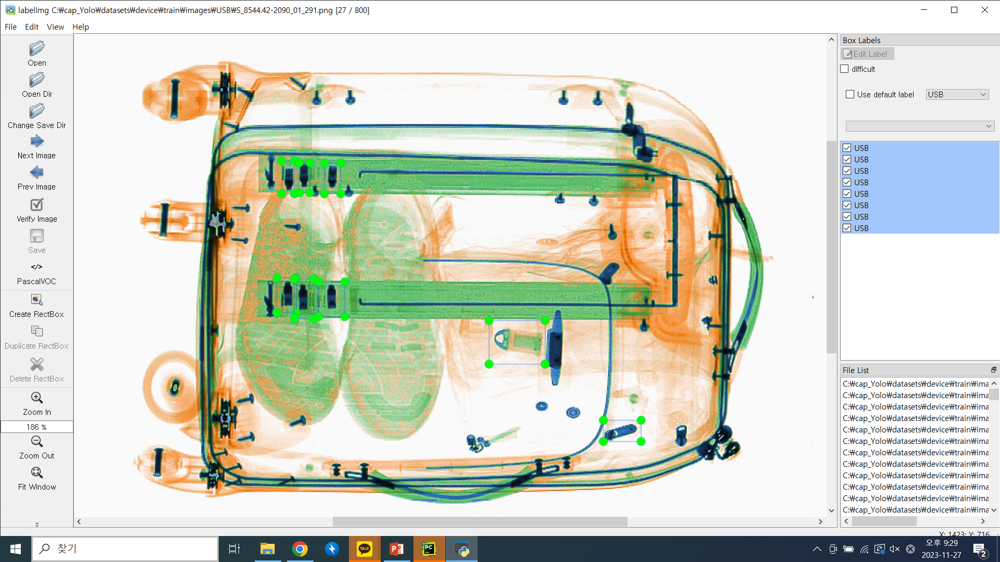 labelImg C:₩cap_Yolo₩datasets₩device₩train₩images₩USB₩S_8544.42-2090_01_291.png [27 / 800]
File Edit View Help
Open
Open Dir
Change Save Dir
Next Image
Prev Image
Verify Image
Save
</>
PascalVOC
Create RectBox
Duplicate RectBox
Delete RectBox
Zoom In
186 %
Zoom Out
Fit Window
Box Labels
Edit Label
difficult
Use default label
USB
USB
USB
USB
USB
USB
USB
USB
USB
File List
C:₩cap_Yolo₩datasets₩device₩train₩ima
C:₩cap_Yolo₩datasets₩device₩train₩ima
C:₩cap_Yolo₩datasets₩device₩train₩ima
C:₩cap_Yolo₩datasets₩device₩train₩ima
C:₩cap_Yolo₩datasets₩device₩train₩ima
C:₩cap_Yolo₩datasets₩device₩train₩ima
C:₩cap_Yolo₩datasets₩device₩train₩ima
C:₩cap_Yolo₩datasets₩device₩train₩ima
C:₩cap_Yolo₩datasets₩device₩train₩ima
C:₩cap_Yolo₩datasets₩device₩train₩ima
C:₩cap_Yolo₩datasets₩device₩train₩ima
C:₩cap_Yolo₩datasets₩device₩train₩ima
X: 1423; Y: 716
찾기
TALK
P
PC
오후 9:29
2023-11-27
2